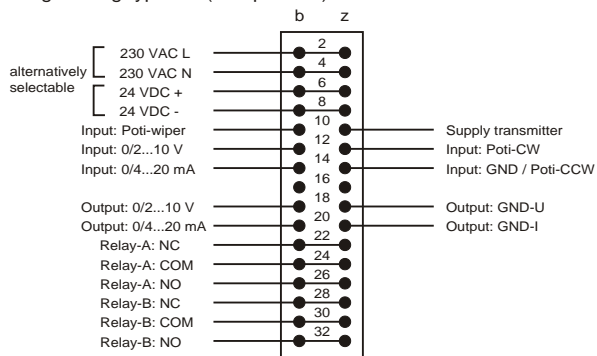 b z
2
230 VAC L
4
alternatively
selectable
230 VAC N
6
24 VDC +
8
24 VDC -
10
Input: Poti-wiper
Supply transmitter
12
Input: 0/2...10 V
Input: Poti-CW
14
Input: 0/4...20 mA
Input: GND / Poti-CCW
16
18
Output: 0/2...10 V
Output: GND-U
20
Output: 0/4...20 mA
Output: GND-I
22
Relay-A: NC
24
Relay-A: COM
26
Relay-A: NO
28
Relay-B: NC
30
Relay-B: COM
32
Relay-B: NO